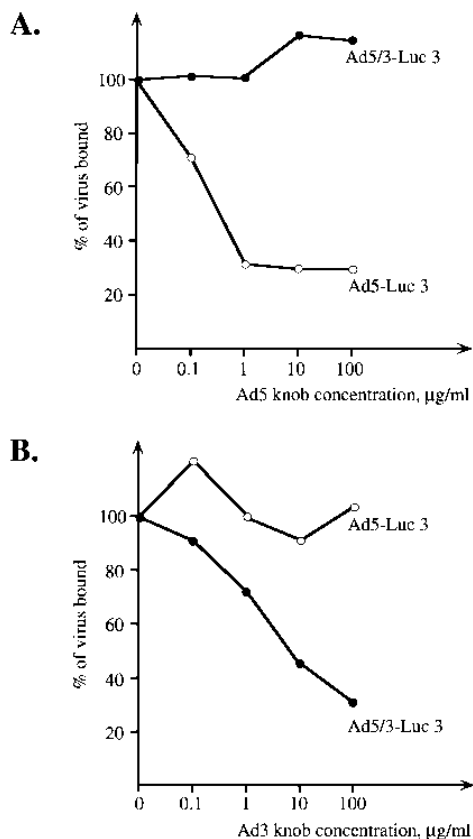 A.
Ad5/3-Luc 3
100
80
60
40
20
% of virus bound
Ad5-Luc 3
0 0.1 1 10 100
Ad5 knob concentration, μg/ml
B.
100
80
60
40
20
% of virus bound
Ad5-Luc 3
Ad5/3-Luc 3
0 0.1 1 10 100
Ad3 knob concentration, μg/ml